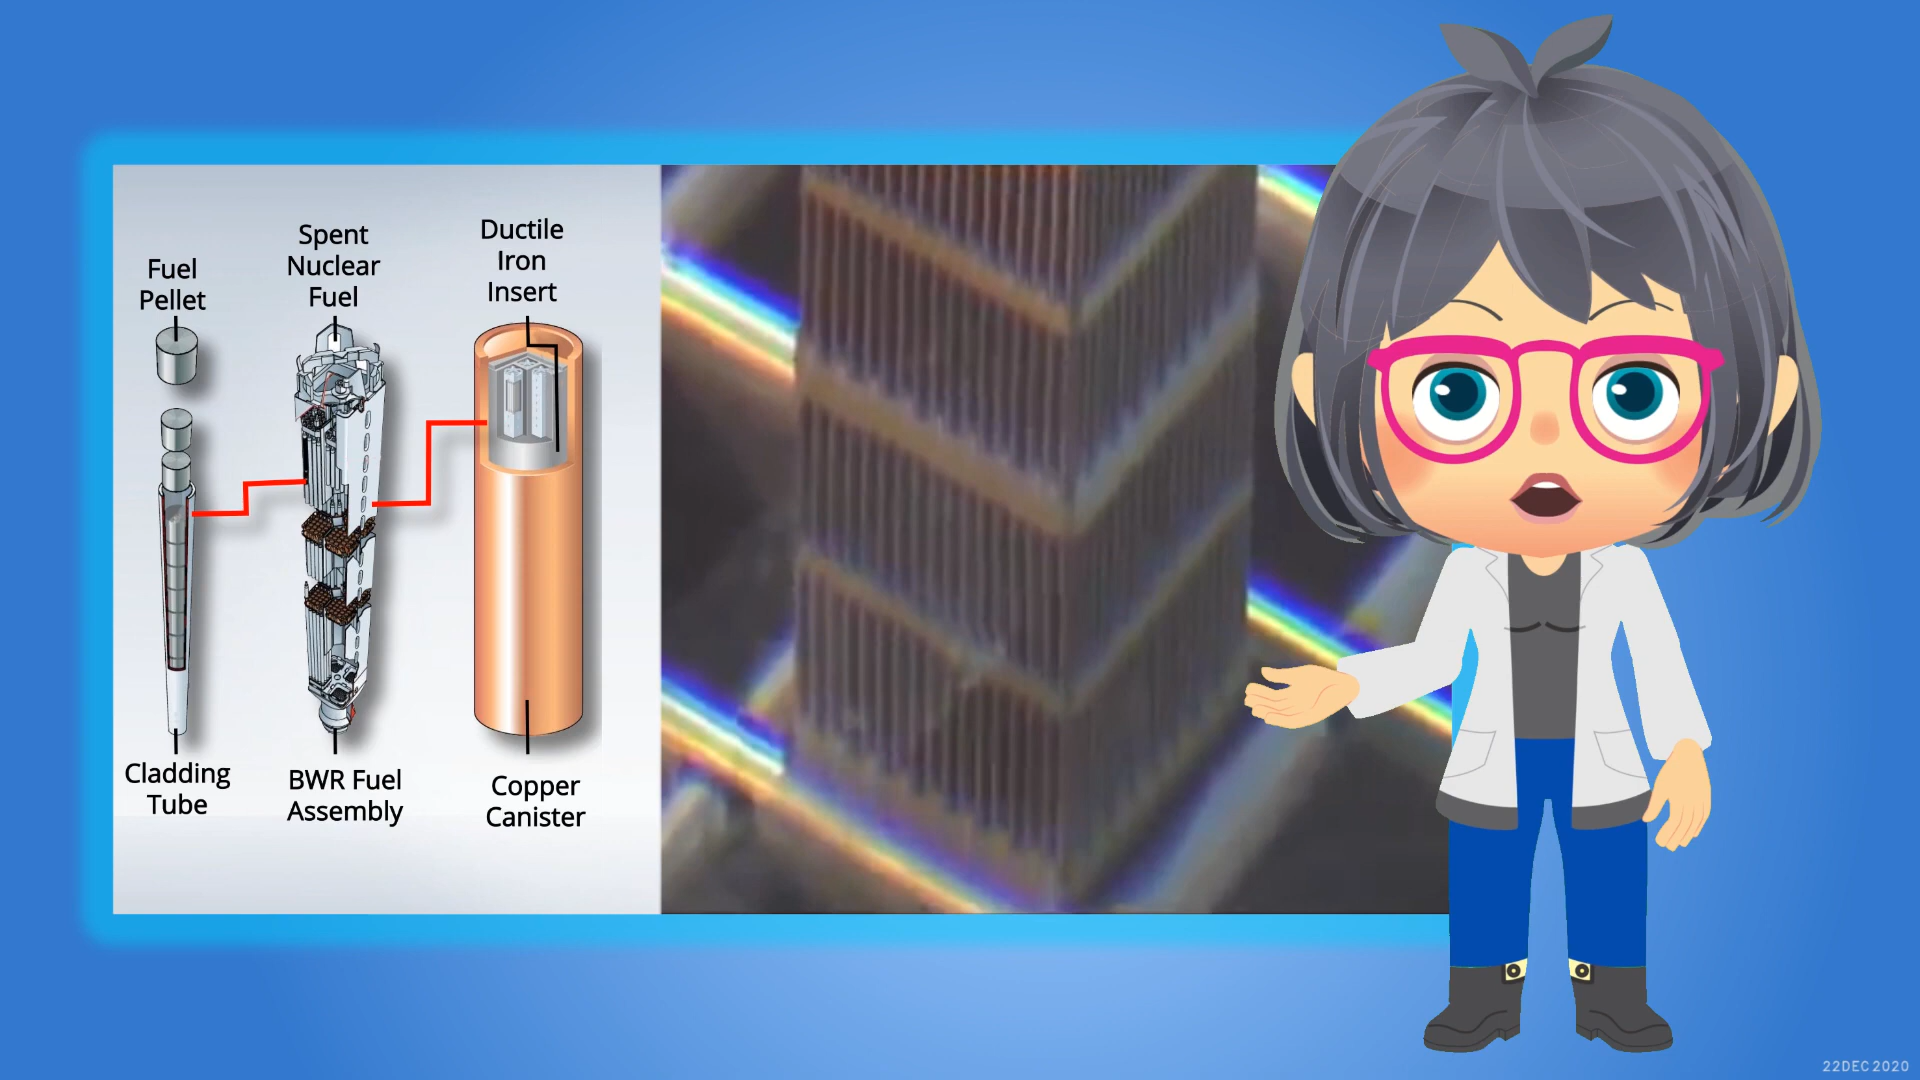 Fuel
Pellet
Spent
Nuclear
Fuel
Ductile
Iron
Insert
Cladding
Tube
BWR Fuel
Assembly
Copper
Canister
22DEC2020